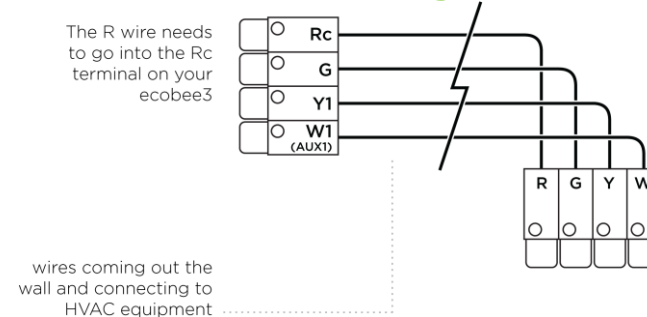 The R wire needs
to go into the Rc
terminal on your
ecobee3
Rc
G
Y1
W1
(AUX1)
R G Y W
wires coming out the
wall and connecting to
HVAC equipment